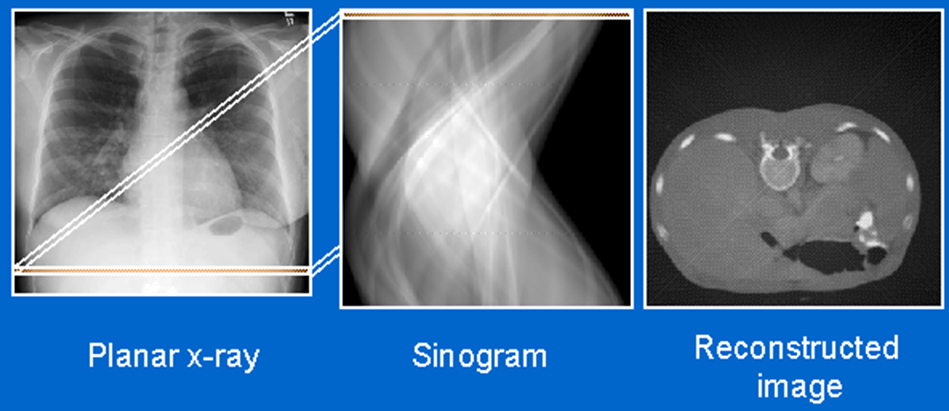 Planar x-ray
Sinogram
Reconstructed
image